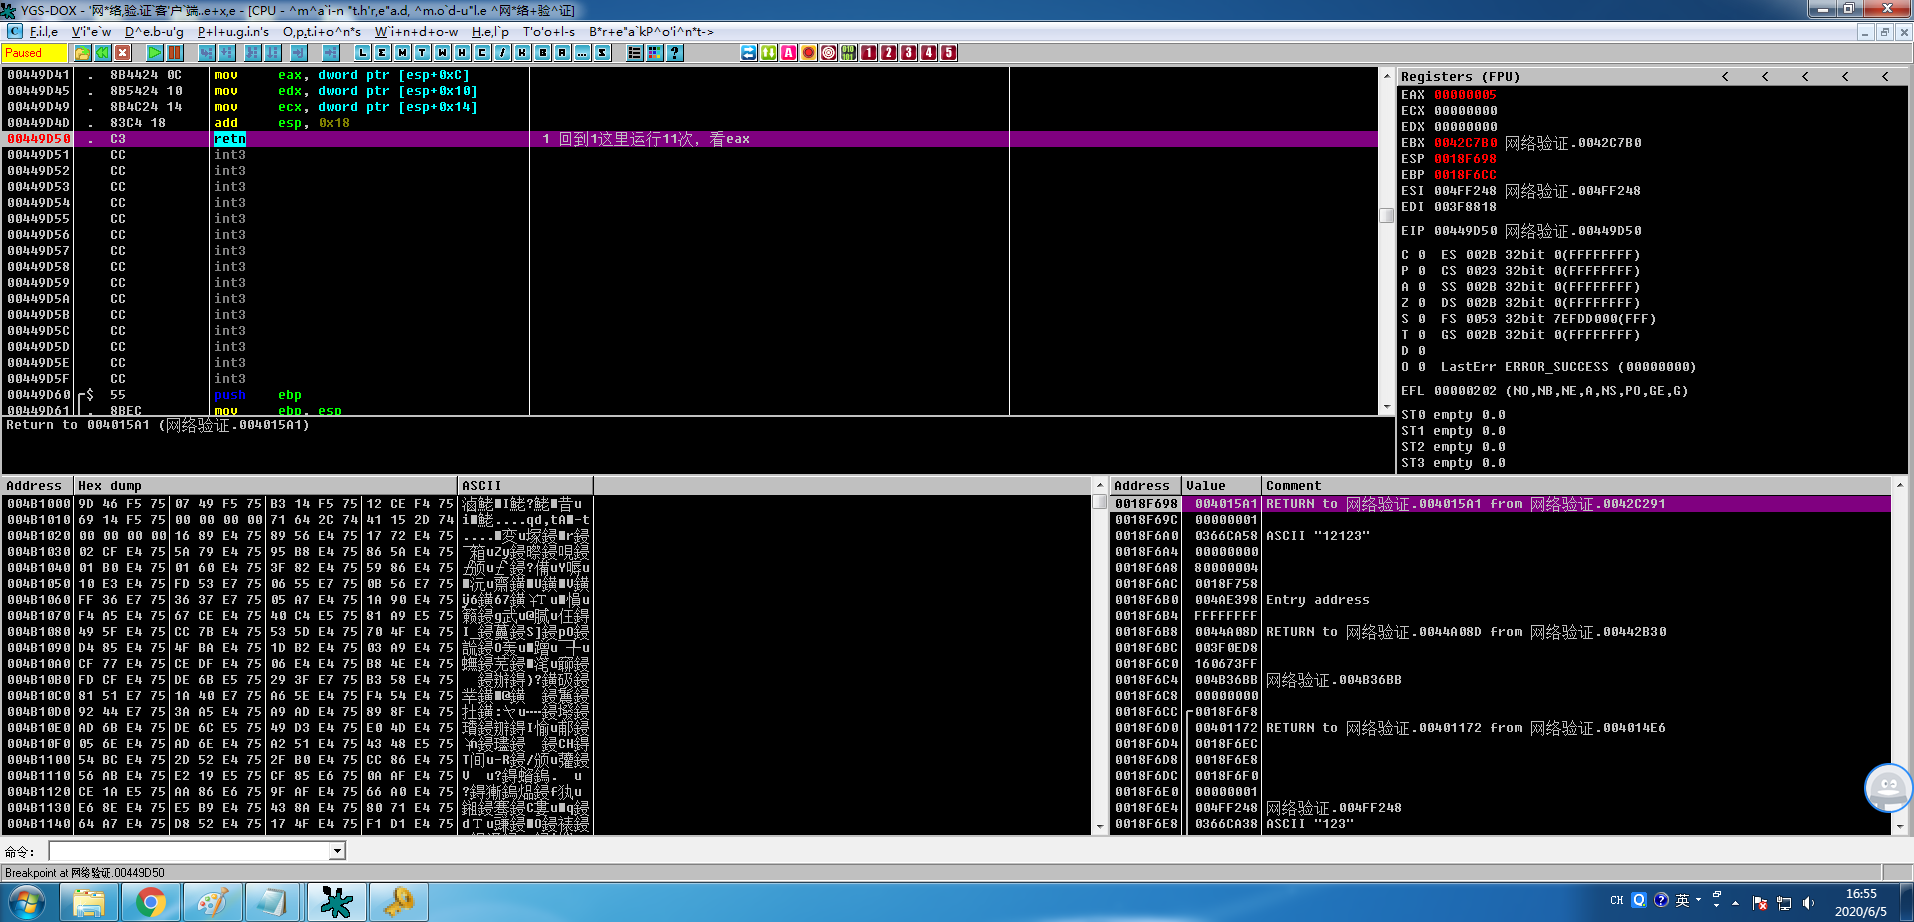 YGS-DOX - '网*络,验.证`客'户`端..e+x,e - [CPU - ^m^a`i-n "t.h'r,e"a.d, ^m.o`d-u"l.e ^网*络+验^证]
F.i.l,e V'i"e`w D^e.b-u'g P+l+u.g.i.n's O,p,t.i+o^n*s W`i+n+d+o-w H.e,l`p T'o'o+l-s B*r+e"a`kP^o'i^n*t->
Paused L E M T W H C / K B R ... S ? 1 2 3 4 5
00449D41 . 8B4424 0C mov eax, dword ptr [esp+0xC]
00449D45 . 8B5424 10 mov edx, dword ptr [esp+0x10]
00449D49 . 8B4C24 14 mov ecx, dword ptr [esp+0x14]
00449D4D . 83C4 18 add esp, 0x18
00449D50 . C3 retn 1 回到1这里运行11次，看eax
00449D51 CC int3
00449D52 CC int3
00449D53 CC int3
00449D54 CC int3
00449D55 CC int3
00449D56 CC int3
00449D57 CC int3
00449D58 CC int3
00449D59 CC int3
00449D5A CC int3
00449D5B CC int3
00449D5C CC int3
00449D5D CC int3
00449D5E CC int3
00449D5F CC int3
00449D60 $ 55 push ebp
00449D61 . 8BEC mov ebp, esp
Return to 004015A1 (网络验证.004015A1)
Registers (FPU) < < < < <
EAX 00000005
ECX 00000000
EDX 00000000
EBX 0042C7B0 网络验证.0042C7B0
ESP 0018F698
EBP 0018F6CC
ESI 004FF248 网络验证.004FF248
EDI 003F8818
EIP 00449D50 网络验证.00449D50
C 0 ES 002B 32bit 0(FFFFFFFF)
P 0 CS 0023 32bit 0(FFFFFFFF)
A 0 SS 002B 32bit 0(FFFFFFFF)
Z 0 DS 002B 32bit 0(FFFFFFFF)
S 0 FS 0053 32bit 7EFDD000(FFF)
T 0 GS 002B 32bit 0(FFFFFFFF)
D 0
O 0 LastErr ERROR_SUCCESS (00000000)
EFL 00000202 (NO,NB,NE,A,NS,PO,GE,G)
ST0 empty 0.0
ST1 empty 0.0
ST2 empty 0.0
ST3 empty 0.0
Address Hex dump ASCII
004B1000 9D 46 F5 75 07 49 F5 75 B3 14 F5 75 12 CE F4 75
004B1010 69 14 F5 75 00 00 00 00 71 64 2C 74 41 15 2D 74
004B1020 00 00 00 00 16 89 E4 75 89 56 E4 75 17 72 E4 75
004B1030 02 CF E4 75 5A 79 E4 75 95 B8 E4 75 86 5A E4 75
004B1040 01 B0 E4 75 01 60 E4 75 3F 82 E4 75 59 86 E4 75
004B1050 10 E3 E4 75 FD 53 E7 75 06 55 E7 75 0B 56 E7 75
004B1060 FF 36 E7 75 36 37 E7 75 05 A7 E4 75 1A 90 E4 75
004B1070 F4 A5 E4 75 67 CE E4 75 40 C4 E5 75 81 A9 E5 75
004B1080 49 5F E4 75 CC 7B E4 75 53 5D E4 75 70 4F E4 75
004B1090 D4 85 E4 75 4F BA E4 75 1D B2 E4 75 03 A9 E4 75
004B10A0 CF 77 E4 75 CE DF E4 75 06 E4 E4 75 B8 4E E4 75
004B10B0 FD CF E4 75 DE 6B E5 75 29 3F E7 75 B3 58 E4 75
004B10C0 81 51 E7 75 1A 40 E7 75 A6 5E E4 75 F4 54 E4 75
004B10D0 92 44 E7 75 3A A5 E4 75 A9 AD E4 75 89 8F E4 75
004B10E0 AD 6B E4 75 DE 6C E5 75 49 D3 E4 75 E0 4D E4 75
004B10F0 05 6E E4 75 AD 6E E4 75 A2 51 E4 75 43 48 E5 75
004B1100 54 BC E4 75 2D 52 E4 75 2F B0 E4 75 CC 86 E4 75
004B1110 56 AB E4 75 E2 19 E5 75 CF 85 E6 75 0A AF E4 75
004B1120 CE 1A E5 75 AA 86 E6 75 9F AF E4 75 66 A0 E4 75
004B1130 E6 8E E4 75 E5 B9 E4 75 43 8A E4 75 80 71 E4 75
004B1140 64 A7 E4 75 D8 52 E4 75 17 4F E4 75 F1 D1 E4 75
Address Value Comment
0018F698 004015A1 RETURN to 网络验证.004015A1 from 网络验证.0042C291
0018F69C 00000001
0018F6A0 0366CA58 ASCII "12123"
0018F6A4 00000000
0018F6A8 80000004
0018F6AC 0018F758
0018F6B0 004AE398 Entry address
0018F6B4 FFFFFFFF
0018F6B8 0044A08D RETURN to 网络验证.0044A08D from 网络验证.00442B30
0018F6BC 003F0ED8
0018F6C0 160673FF
0018F6C4 004B36BB 网络验证.004B36BB
0018F6C8 00000000
0018F6CC 0018F6F8
0018F6D0 00401172 RETURN to 网络验证.00401172 from 网络验证.004014E6
0018F6D4 0018F6EC
0018F6D8 0018F6E8
0018F6DC 0018F6F0
0018F6E0 00000001
0018F6E4 004FF248 网络验证.004FF248
0018F6E8 0366CA38 ASCII "123"
命令:
Breakpoint at 网络验证.00449D50
CH 英 16:55
2020/6/5